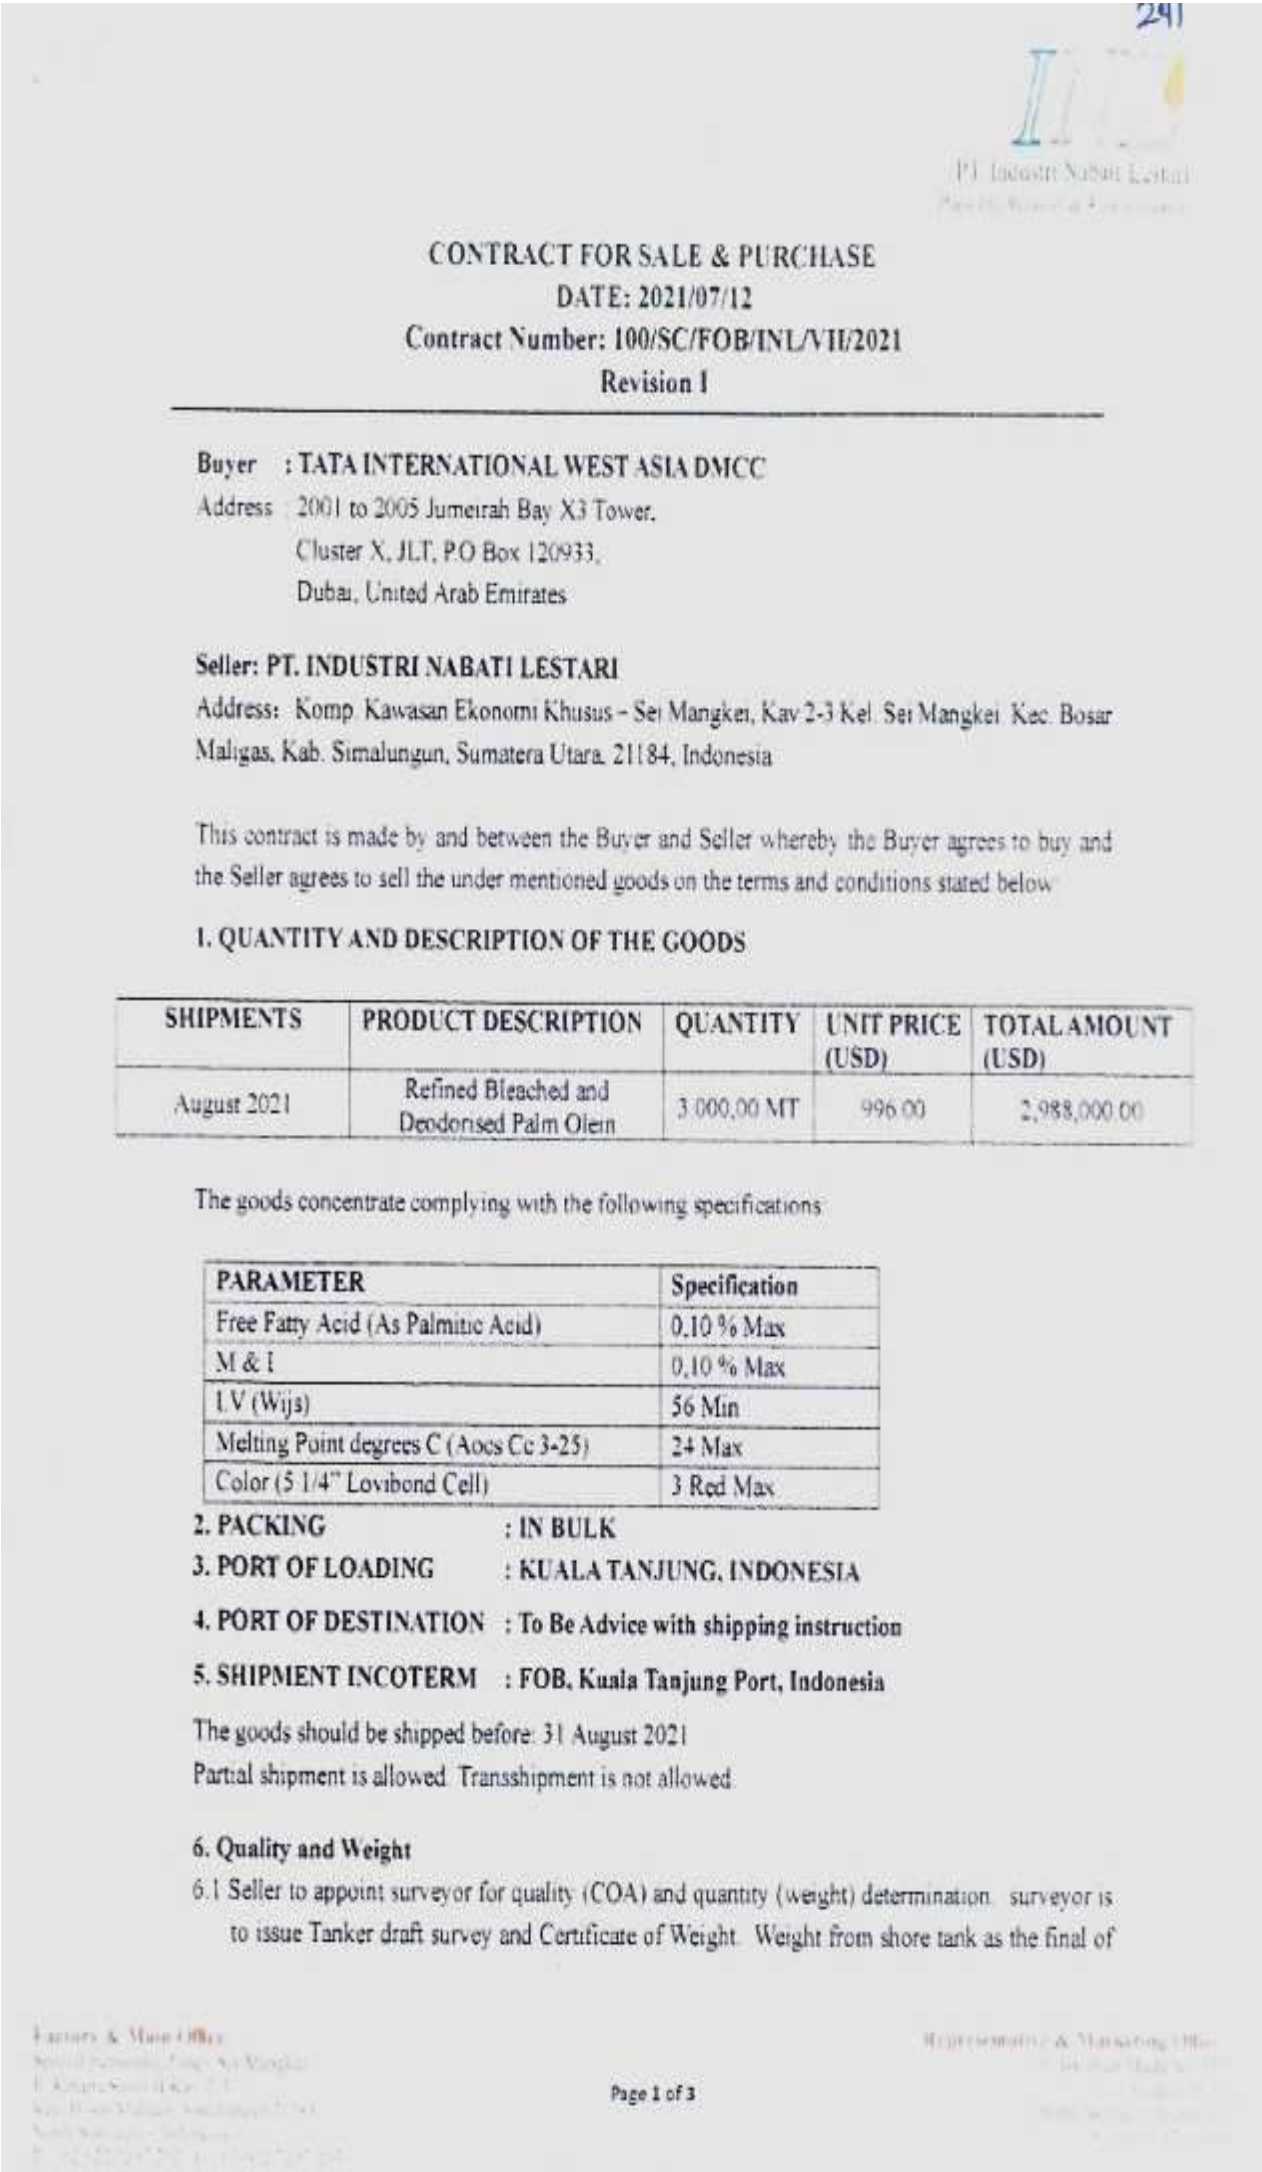 241
PT. Industri Nabati Lestari
CONTRACT FOR SALE & PURCHASE
DATE: 2021/07/12
Contract Number: 100/SC/FOB/INL/VII/2021
Revision 1
Buyer : TATA INTERNATIONAL WEST ASIA DMCC
Address : 2001 to 2005 Jumeirah Bay X3 Tower,
Cluster X, JLT, P.O Box 120933,
Dubai, United Arab Emirates
Seller: PT. INDUSTRI NABATI LESTARI
Address: Komp. Kawasan Ekonomi Khusus – Sei Mangkei, Kav 2-3 Kel. Sei Mangkei Kec. Bosar
Maligas, Kab. Simalungun, Sumatera Utara, 21184, Indonesia
This contract is made by and between the Buyer and Seller whereby the Buyer agrees to buy and
the Seller agrees to sell the under mentioned goods on the terms and conditions stated below
1. QUANTITY AND DESCRIPTION OF THE GOODS
SHIPMENTS PRODUCT DESCRIPTION QUANTITY UNIT PRICE (USD) TOTAL AMOUNT (USD)
August 2021 Refined Bleached and Deodorised Palm Olein 3.000,00 MT 996.00 2,988,000.00
The goods concentrate complying with the following specifications:
PARAMETER Specification
Free Fatty Acid (As Palmitic Acid) 0,10 % Max
M & I 0,10 % Max
I.V (Wijs) 56 Min
Melting Point degrees C (Aocs Cc 3-25) 24 Max
Color (5 1/4" Lovibond Cell) 3 Red Max
2. PACKING : IN BULK
3. PORT OF LOADING : KUALA TANJUNG, INDONESIA
4. PORT OF DESTINATION : To Be Advice with shipping instruction
5. SHIPMENT INCOTERM : FOB, Kuala Tanjung Port, Indonesia
The goods should be shipped before: 31 August 2021
Partial shipment is allowed. Transshipment is not allowed.
6. Quality and Weight
6.1 Seller to appoint surveyor for quality (COA) and quantity (weight) determination. surveyor is
to issue Tanker draft survey and Certificate of Weight. Weight from shore tank as the final of
Factory & Main Office
Representative & Marketing Office
Page 1 of 3